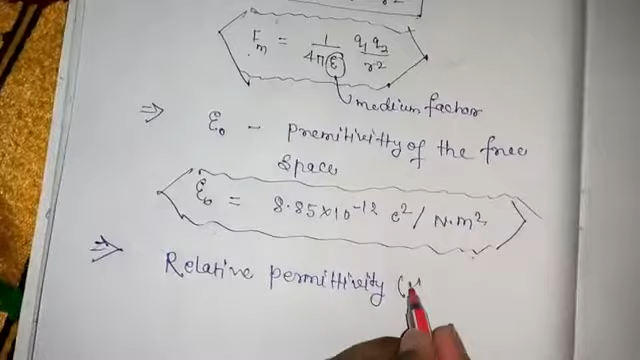 Fm = 1/4πε q1q2/r2
medium factor
⇒ ε0 - premitivitty of the free
space
ε0 = 8.85×10-12 c2/N.m2
⇒ Relative permittivity (